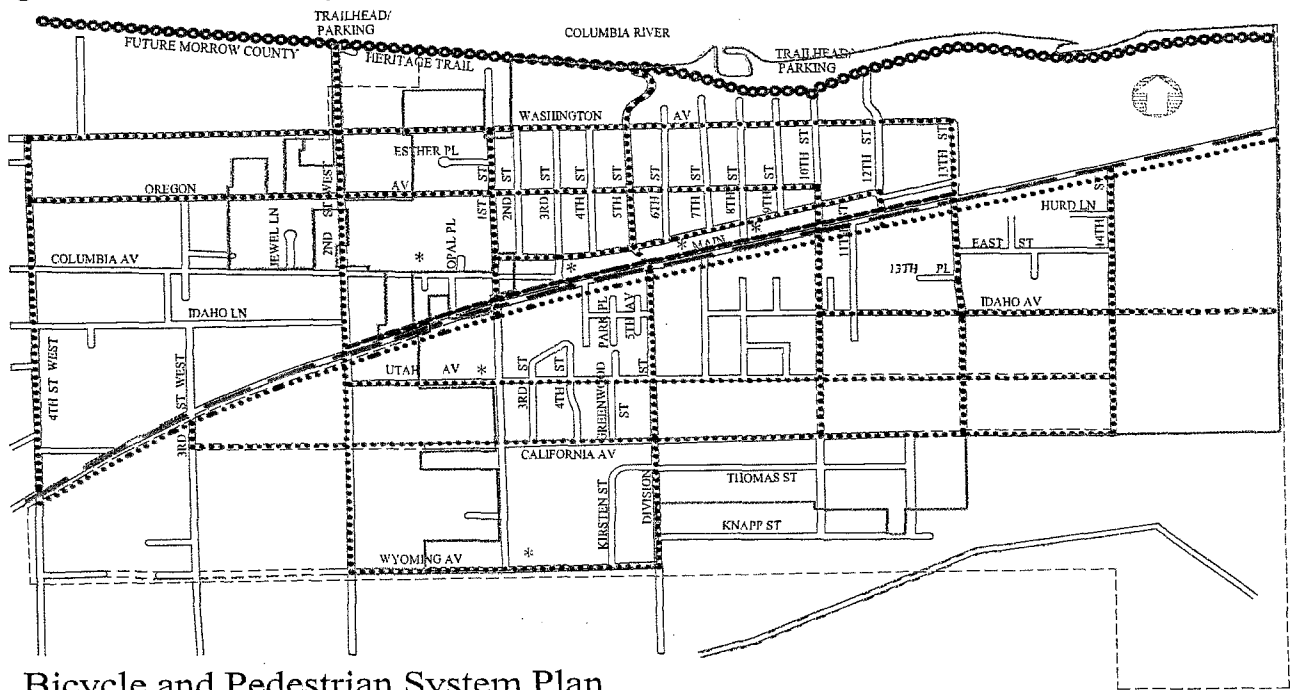 TRAILHEAD/
PARKING
COLUMBIA RIVER
FUTURE MORROW COUNTY
HERITAGE TRAIL
TRAILHEAD/
PARKING
WASHINGTON AV
ESTHER PL
OREGON AV
JEWEL LN
2ND ST WEST
OPAL PL
1ST ST
2ND ST
3RD ST
4TH ST
5TH ST
6TH ST
7TH ST
8TH ST
9TH ST
10TH ST
11TH ST
12TH ST
13TH ST
14TH ST
HURD LN
EAST ST
13TH PL
MAIN
COLUMBIA AV
IDAHO LN
IDAHO AV
4TH ST WEST
3RD ST WEST
UTAH AV
PARK PL
5TH AV
3RD ST
4TH ST
GREENWOOD ST
CALIFORNIA AV
KIRSTEN ST
DIVISION ST
THOMAS ST
KNAPP ST
WYOMING AV
Bicycle and Pedestrian System Plan